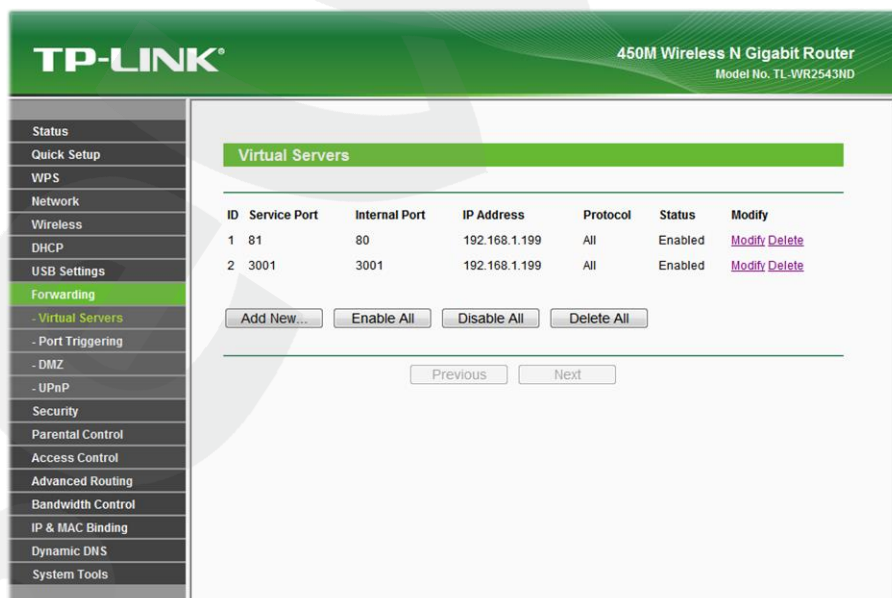 TP-LINK®
450M Wireless N Gigabit Router
Model No. TL-WR2543ND
Status
Quick Setup
WPS
Network
Wireless
DHCP
USB Settings
Forwarding
- Virtual Servers
- Port Triggering
- DMZ
- UPnP
Security
Parental Control
Access Control
Advanced Routing
Bandwidth Control
IP & MAC Binding
Dynamic DNS
System Tools
Virtual Servers
ID Service Port Internal Port IP Address Protocol Status Modify
1 81 80 192.168.1.199 All Enabled Modify Delete
2 3001 3001 192.168.1.199 All Enabled Modify Delete
Add New... Enable All Disable All Delete All
Previous Next